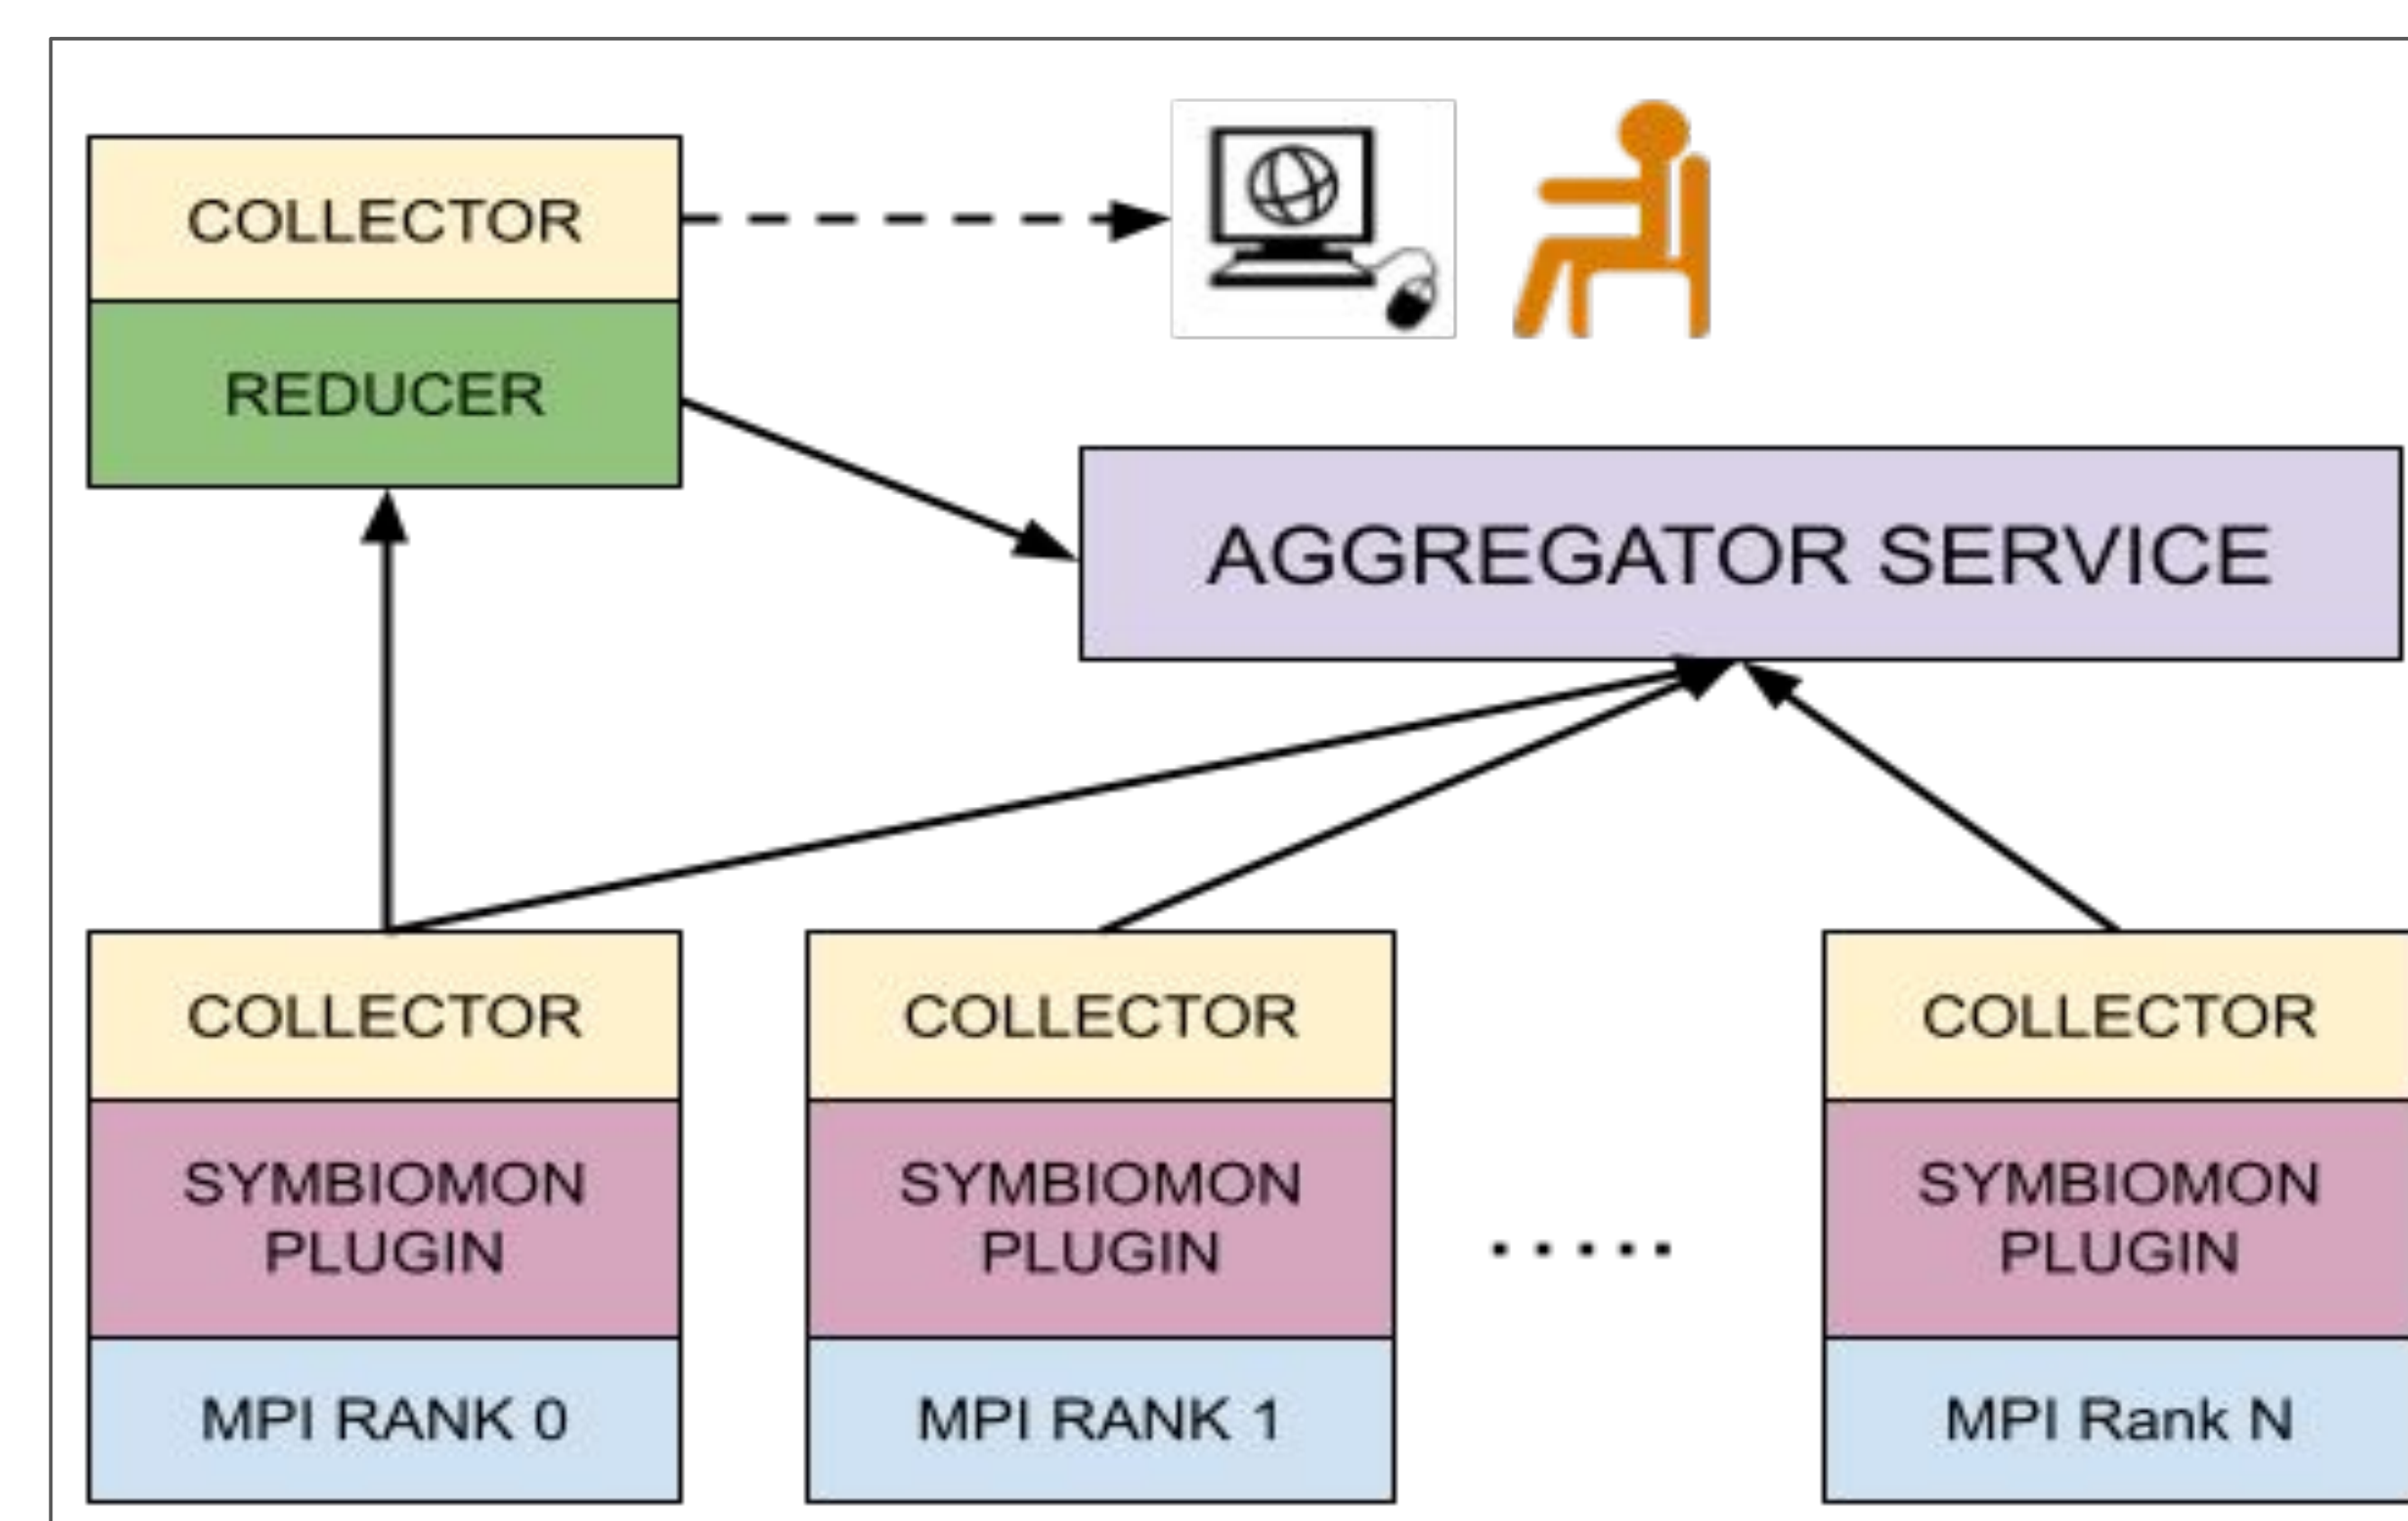 COLLECTOR
REDUCER
AGGREGATOR SERVICE
COLLECTOR
SYMBIOMON
PLUGIN
MPI RANK 0
COLLECTOR
SYMBIOMON
PLUGIN
MPI RANK 1
.....
COLLECTOR
SYMBIOMON
PLUGIN
MPI Rank N